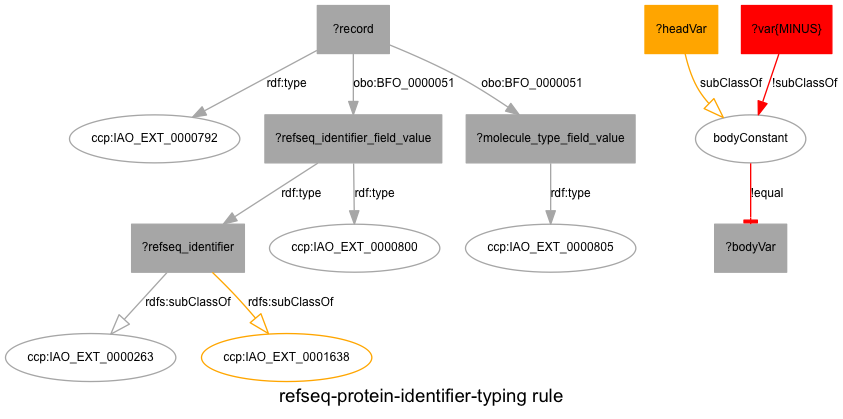 ?record
?headVar
?var{MINUS}
rdf:type
obo:BFO_0000051
obo:BFO_0000051
subClassOf
!subClassOf
ccp:IAO_EXT_0000792
?refseq_identifier_field_value
?molecule_type_field_value
bodyConstant
rdf:type
rdf:type
rdf:type
!equal
?refseq_identifier
ccp:IAO_EXT_0000800
ccp:IAO_EXT_0000805
?bodyVar
rdfs:subClassOf
rdfs:subClassOf
ccp:IAO_EXT_0000263
ccp:IAO_EXT_0001638
refseq-protein-identifier-typing rule